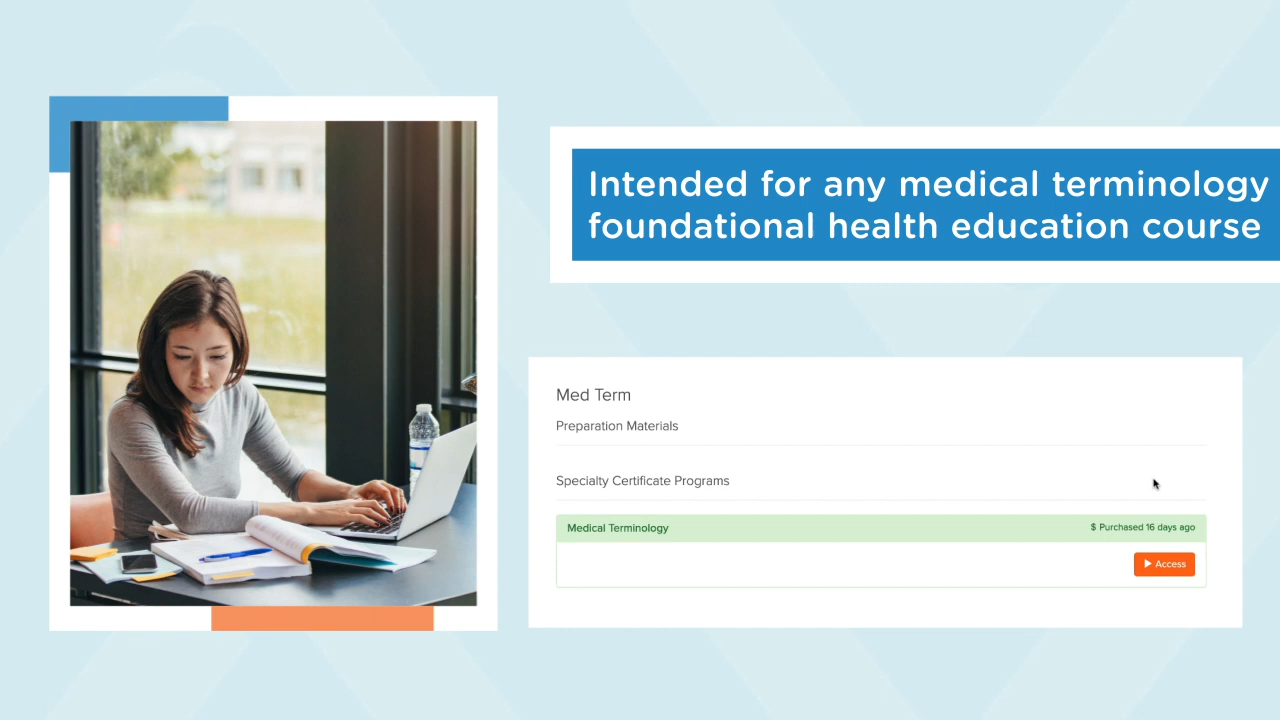 Intended for any medical terminology
foundational health education course
Med Term
Preparation Materials
Specialty Certificate Programs
Medical Terminology
$ Purchased 16 days ago
Access